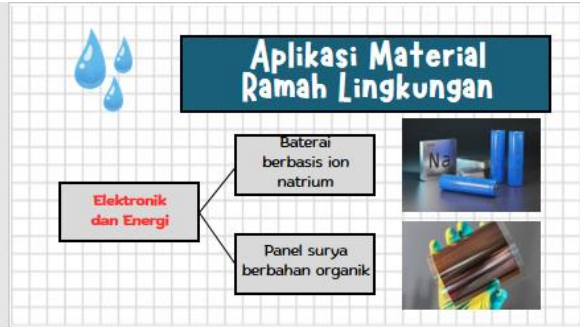 Aplikasi Material
Ramah Lingkungan
Baterai
berbasis ion
natrium
Na
Elektronik
dan Energi
Panel surya
berbahan organik